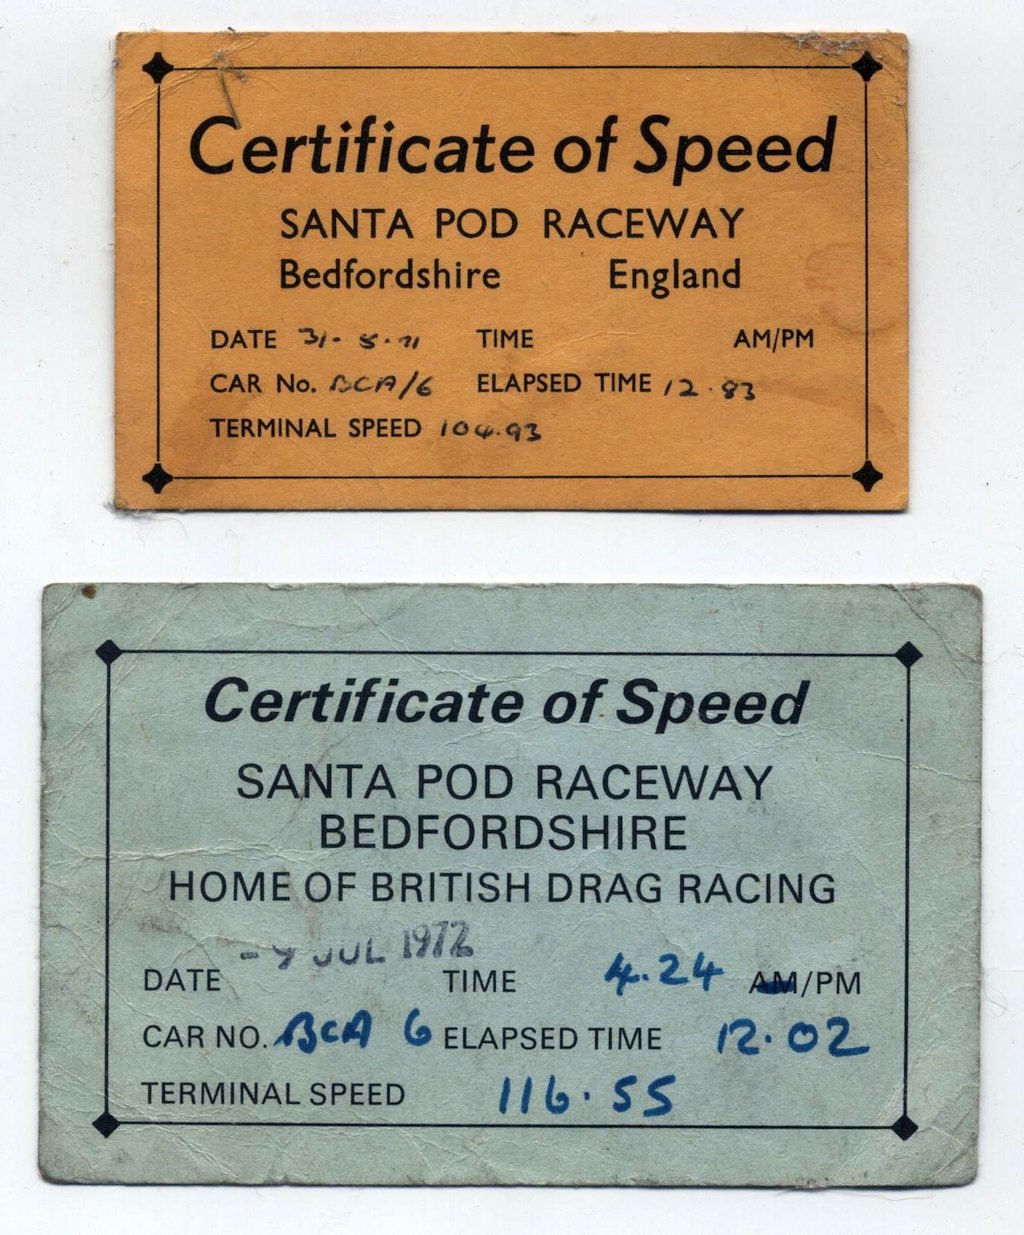 Certificate of Speed
SANTA POD RACEWAY
Bedfordshire England
DATE 31-5-71 TIME AM/PM
CAR No. BCA/6 ELAPSED TIME 12.83
TERMINAL SPEED 104.93
Certificate of Speed
SANTA POD RACEWAY
BEDFORDSHIRE
HOME OF BRITISH DRAG RACING
-9 JUL 1972
DATE TIME 4.24 AM/PM
CAR NO. BCA 6 ELAPSED TIME 12.02
TERMINAL SPEED 116.55